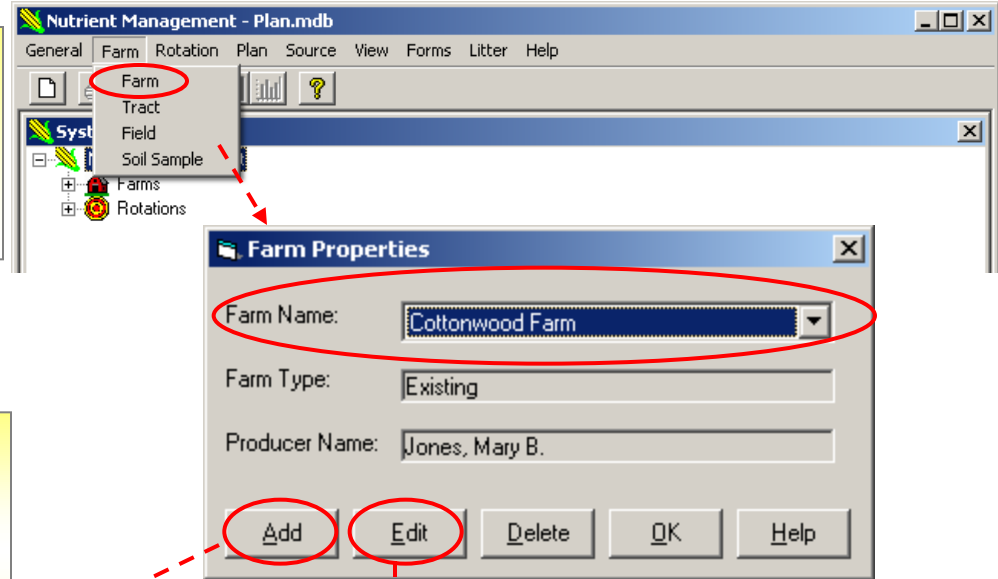 Nutrient Management - Plan.mdb
General Farm Rotation Plan Source View Forms Litter Help
Farm
Tract
Field
Soil Sample
Farms
Rotations
Farm Properties
Farm Name: Cottonwood Farm
Farm Type: Existing
Producer Name: Jones, Mary B.
Add Edit Delete OK Help